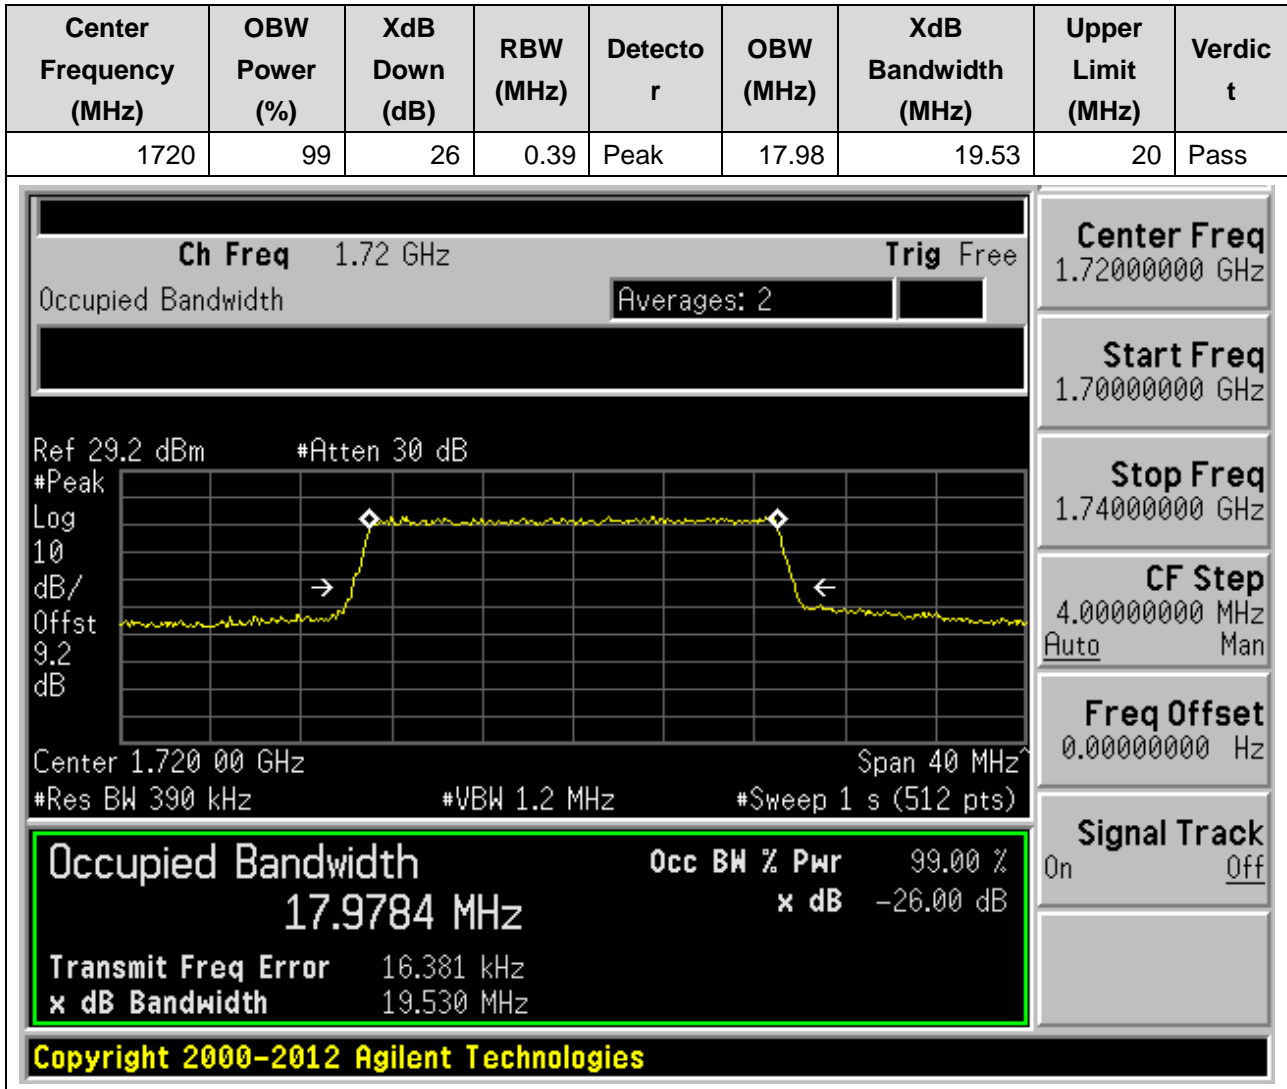 Center Frequency (MHz) OBW Power (%) XdB Down (dB) RBW (MHz) Detecto r OBW (MHz) XdB Bandwidth (MHz) Upper Limit (MHz) Verdic t
1720 99 26 0.39 Peak 17.98 19.53 20 Pass
Ch Freq 1.72 GHz Trig Free
Occupied Bandwidth Averages: 2
Ref 29.2 dBm #Atten 30 dB
#Peak
Log
10
dB/
Offst
9.2
dB
Center 1.720 00 GHz Span 40 MHz^
#Res BW 390 kHz #VBW 1.2 MHz #Sweep 1 s (512 pts)
Occupied Bandwidth Occ BW % Pwr 99.00 %
17.9784 MHz x dB -26.00 dB
Transmit Freq Error 16.381 kHz
x dB Bandwidth 19.530 MHz
Copyright 2000-2012 Agilent Technologies
Center Freq
1.72000000 GHz
Start Freq
1.70000000 GHz
Stop Freq
1.74000000 GHz
CF Step
4.00000000 MHz
Auto Man
Freq Offset
0.00000000 Hz
Signal Track
On Off